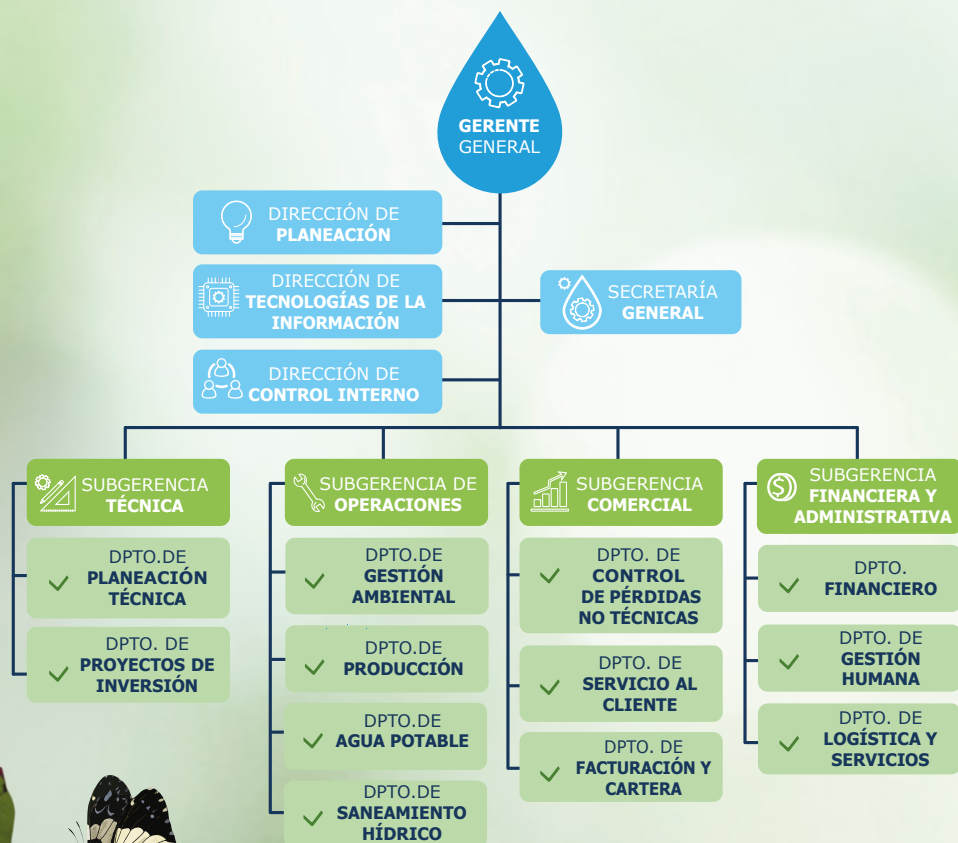 GERENTE
GENERAL
DIRECCIÓN DE
PLANEACIÓN
DIRECCIÓN DE
TECNOLOGÍAS DE LA
INFORMACIÓN
SECRETARÍA
GENERAL
DIRECCIÓN DE
CONTROL INTERNO
SUBGERENCIA
TÉCNICA
DPTO.DE
PLANEACIÓN
TÉCNICA
DPTO. DE
PROYECTOS DE
INVERSIÓN
SUBGERENCIA DE
OPERACIONES
DPTO.DE
GESTIÓN
AMBIENTAL
DPTO.DE
PRODUCCIÓN
DPTO.DE
AGUA POTABLE
DPTO.DE
SANEAMIENTO
HÍDRICO
SUBGERENCIA
COMERCIAL
DPTO. DE
CONTROL
DE PÉRDIDAS
NO TÉCNICAS
DPTO. DE
SERVICIO AL
CLIENTE
DPTO. DE
FACTURACIÓN Y
CARTERA
SUBGERENCIA
FINANCIERA Y
ADMINISTRATIVA
DPTO.
FINANCIERO
DPTO. DE
GESTIÓN
HUMANA
DPTO. DE
LOGÍSTICA Y
SERVICIOS